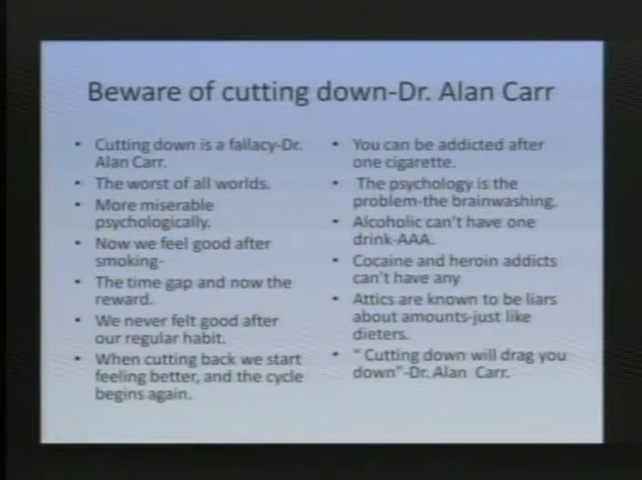 Beware of cutting down-Dr. Alan Carr
• Cutting down is a fallacy-Dr.
Alan Carr.
• The worst of all worlds.
• More miserable
psychologically.
• Now we feel good after
smoking-
• The time gap and now the
reward.
• We never felt good after
our regular habit.
• When cutting back we start
feeling better, and the cycle
begins again.
• You can be addicted after
one cigarette.
• The psychology is the
problem-the brainwashing.
• Alcoholic can't have one
drink-AAA.
• Cocaine and heroin addicts
can't have any
• Attics are known to be liars
about amounts-just like
dieters.
• " Cutting down will drag you
down"-Dr. Alan Carr.